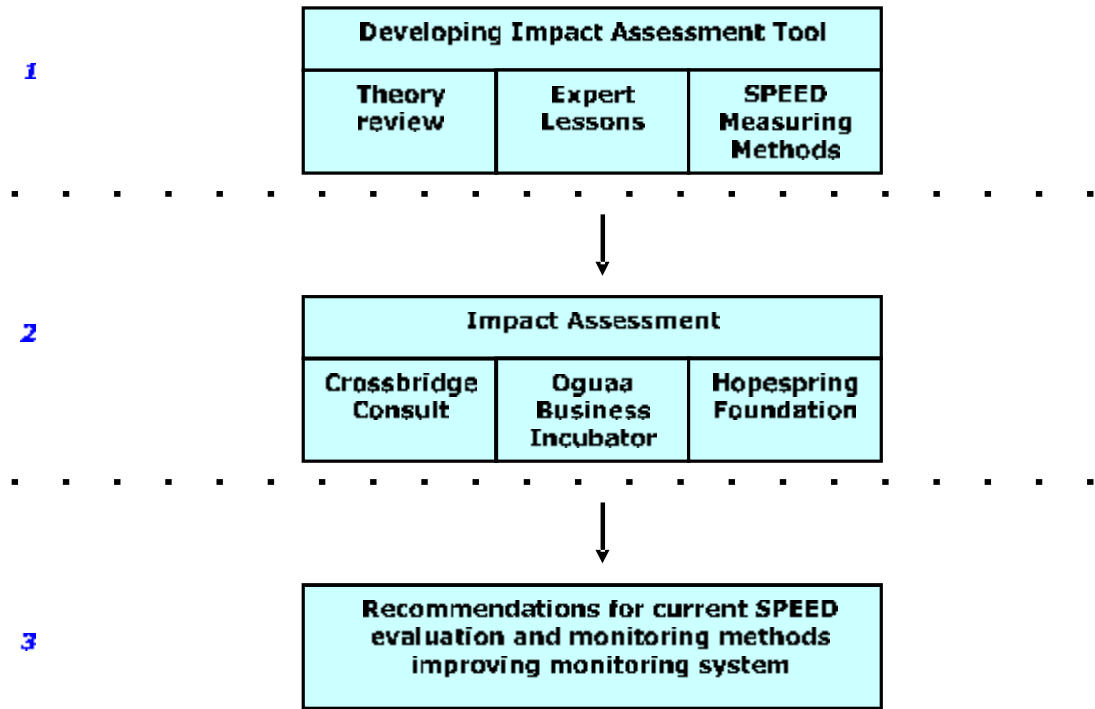 1
Developing Impact Assessment Tool
Theory
review
Expert
Lessons
SPEED
Measuring
Methods
2
Impact Assessment
Crossbridge
Consult
Oguaa
Business
Incubator
Hopespring
Foundation
3
Recommendations for current SPEED
evaluation and monitoring methods
improving monitoring system